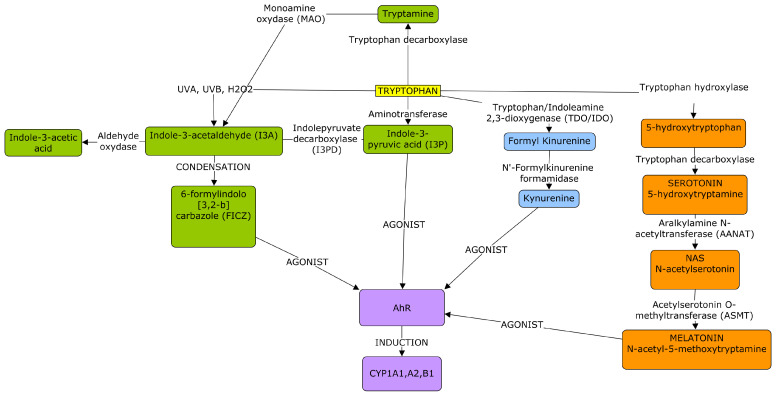 Monoamine
oxydase (MAO)
Tryptamine
Tryptophan decarboxylase
UVA, UVB, H2O2
TRYPTOPHAN
Tryptophan hydroxylase
Aminotransferase
Tryptophan/Indoleamine
2,3-dioxygenase (TDO/IDO)
Indole-3-acetic
acid
Aldehyde
oxydase
Indole-3-acetaldehyde (I3A)
Indolepyruvate
decarboxylase
(I3PD)
Indole-3-
pyruvic acid (I3P)
Formyl Kinurenine
5-hydroxytryptophan
CONDENSATION
N'-Formylkinurenine
formamidase
Tryptophan decarboxylase
6-formylindolo
[3,2-b]
carbazole (FICZ)
Kynurenine
SEROTONIN
5-hydroxytryptamine
AGONIST
Aralkylamine N-
acetyltransferase (AANAT)
AGONIST
AGONIST
NAS
N-acetylserotonin
AhR
Acetylserotonin O-
methyltransferase (ASMT)
AGONIST
INDUCTION
MELATONIN
N-acetyl-5-methoxytryptamine
CYP1A1,A2,B1